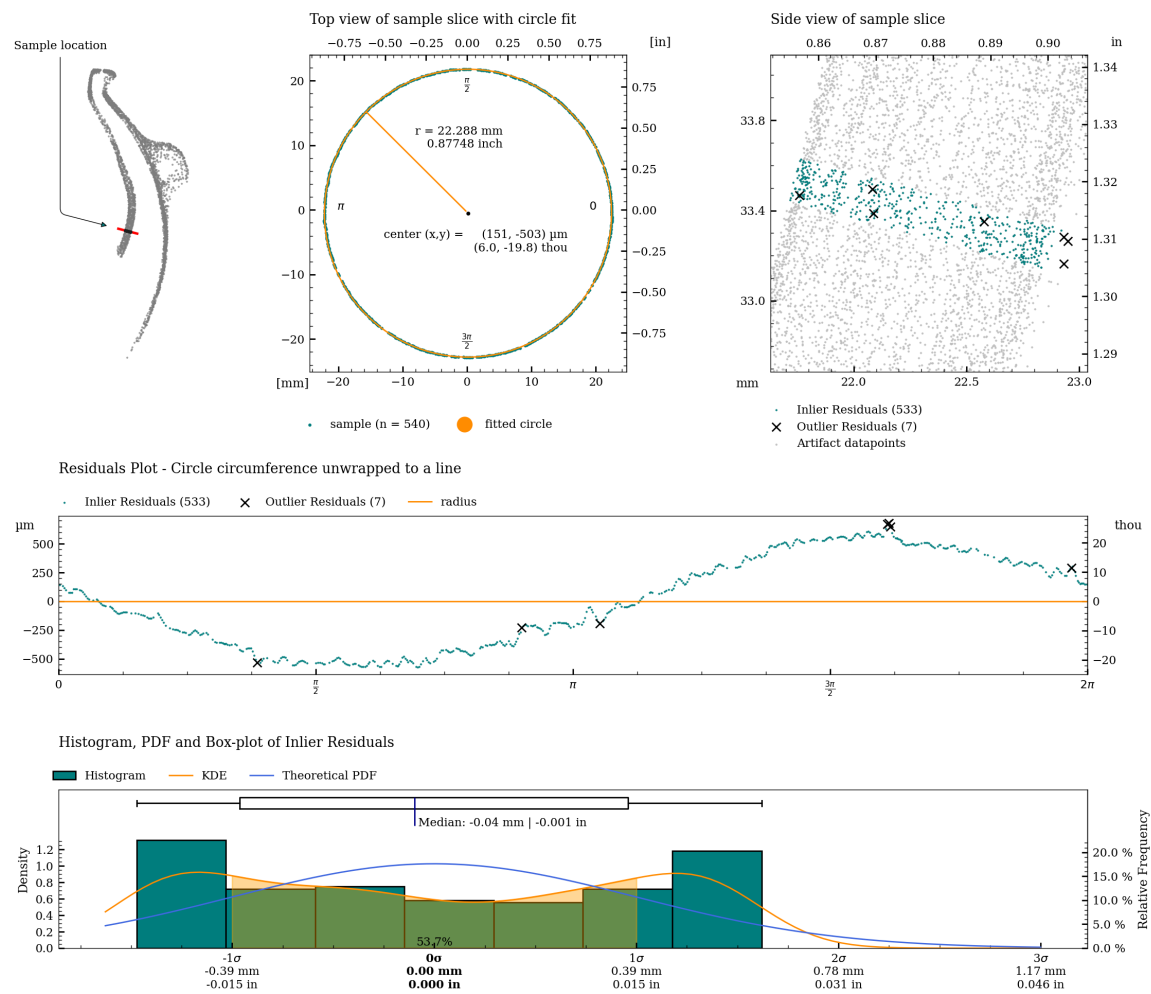 Top view of sample slice with circle fit
Side view of sample slice
Sample location
−0.75 −0.50 −0.25 0.00 0.25 0.50 0.75 [in]
0.86 0.87 0.88 0.89 0.90 in
20
10
0
−10
−20
[mm]
0.75
0.50
0.25
0.00
−0.25
−0.50
−0.75
π/2
r = 22.288 mm
0.87748 inch
π
0
center (x,y) = (151, -503) µm
(6.0, -19.8) thou
3π/2
−20 −10 0 10 20
33.8
33.4
33.0
1.34
1.33
1.32
1.31
1.30
1.29
mm 22.0 22.5 23.0
sample (n = 540) fitted circle
Inlier Residuals (533)
Outlier Residuals (7)
Artifact datapoints
Residuals Plot - Circle circumference unwrapped to a line
Inlier Residuals (533) Outlier Residuals (7) radius
µm
thou
500
250
0
−250
−500
20
10
0
−10
−20
0 π/2 π 3π/2 2π
Histogram, PDF and Box-plot of Inlier Residuals
Histogram KDE Theoretical PDF
Median: -0.04 mm | -0.001 in
Density
1.2
1.0
0.8
0.6
0.4
0.2
0.0
Relative Frequency
20.0 %
15.0 %
10.0 %
5.0 %
0.0 %
53.7%
-1σ 0σ 1σ 2σ 3σ
-0.39 mm 0.00 mm 0.39 mm 0.78 mm 1.17 mm
-0.015 in 0.000 in 0.015 in 0.031 in 0.046 in